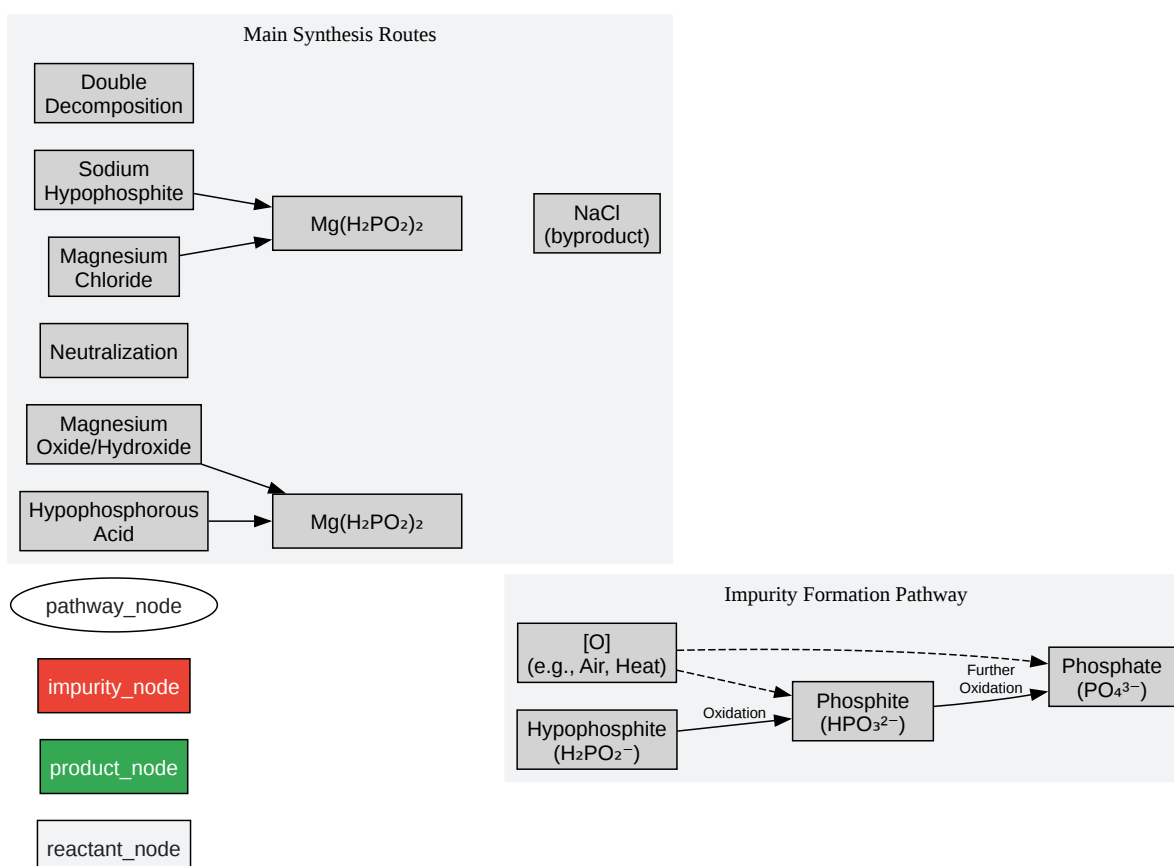 Main Synthesis Routes
Double
Decomposition
Sodium
Hypophosphite
Magnesium
Chloride
Mg(H₂PO₂)₂
NaCl
(byproduct)
Neutralization
Magnesium
Oxide/Hydroxide
Hypophosphorous
Acid
Mg(H₂PO₂)₂
pathway_node
impurity_node
product_node
reactant_node
Impurity Formation Pathway
[O]
(e.g., Air, Heat)
Hypophosphite
(H₂PO₂⁻)
Oxidation
Phosphite
(HPO₃²⁻)
Further
Oxidation
Phosphate
(PO₄³⁻)